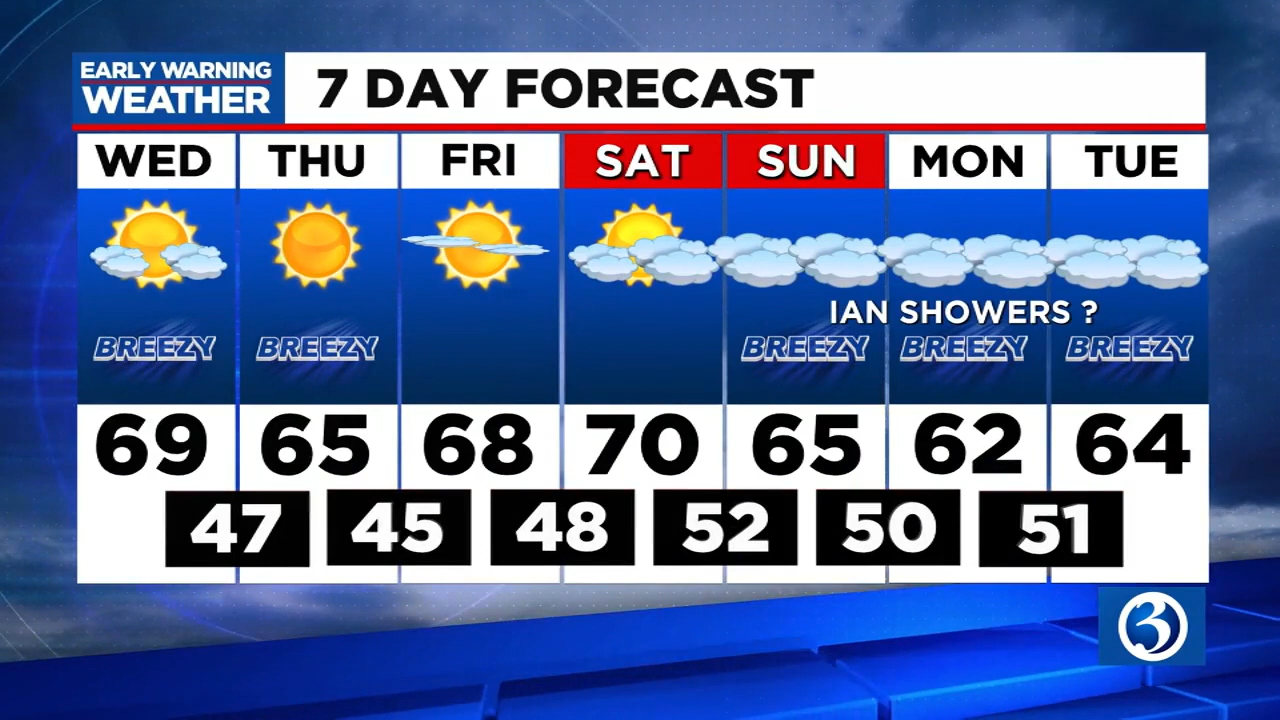 EARLY WARNING
WEATHER
7 DAY FORECAST
WED THU FRI SAT SUN MON TUE
IAN SHOWERS ?
BREEZY BREEZY BREEZY BREEZY BREEZY
69 65 68 70 65 62 64
47 45 48 52 50 51
3